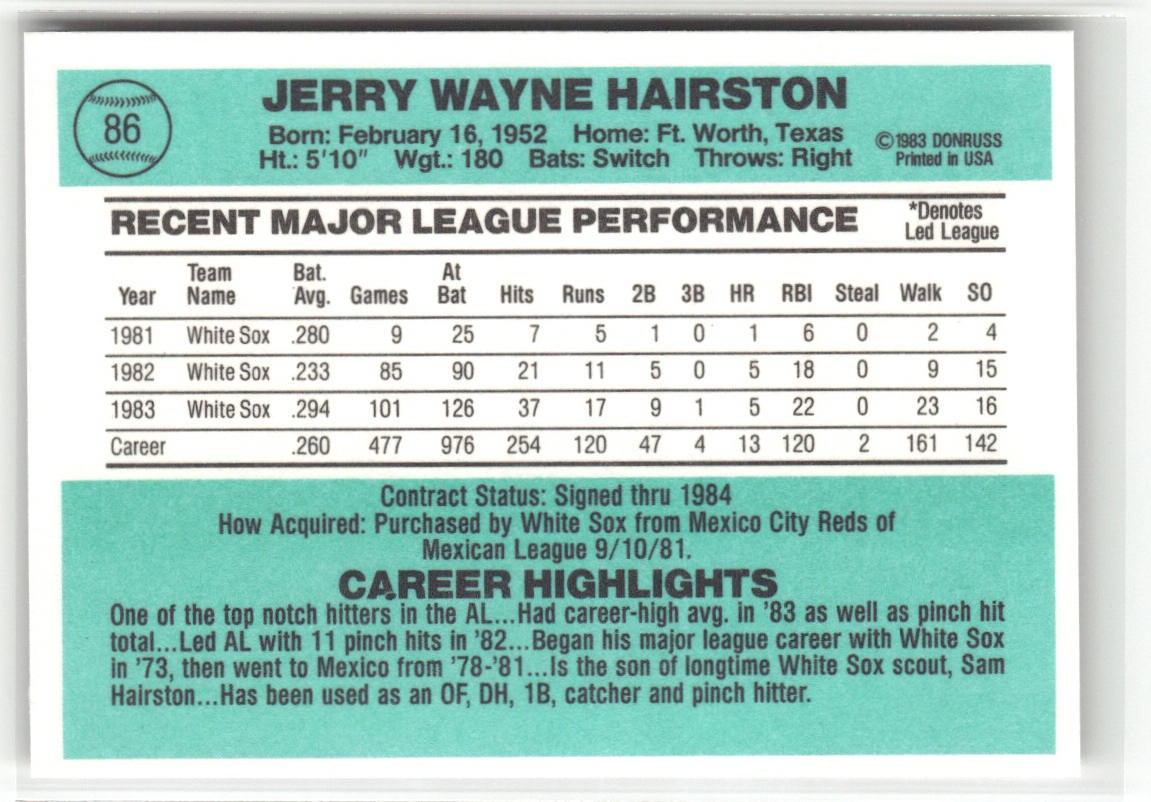 86
JERRY WAYNE HAIRSTON
Born: February 16, 1952 Home: Ft. Worth, Texas
Ht.: 5'10" Wgt.: 180 Bats: Switch Throws: Right
©1983 DONRUSS
Printed in USA
RECENT MAJOR LEAGUE PERFORMANCE
*Denotes
Led League
Year Team Name Bat. Avg. Games At Bat Hits Runs 2B 3B HR RBI Steal Walk SO
1981 White Sox .280 9 25 7 5 1 0 1 6 0 2 4
1982 White Sox .233 85 90 21 11 5 0 5 18 0 9 15
1983 White Sox .294 101 126 37 17 9 1 5 22 0 23 16
Career .260 477 976 254 120 47 4 13 120 2 161 142
Contract Status: Signed thru 1984
How Acquired: Purchased by White Sox from Mexico City Reds of
Mexican League 9/10/81.
CAREER HIGHLIGHTS
One of the top notch hitters in the AL...Had career-high avg. in '83 as well as pinch hit
total...Led AL with 11 pinch hits in '82...Began his major league career with White Sox
in '73, then went to Mexico from '78-'81...Is the son of longtime White Sox scout, Sam
Hairston...Has been used as an OF, DH, 1B, catcher and pinch hitter.